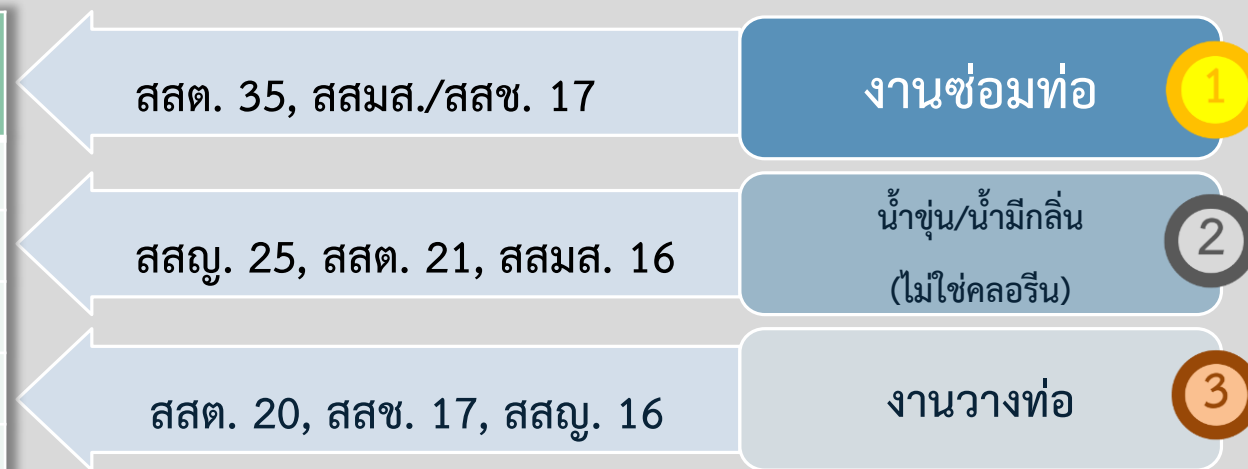 สสต. 35, สสมส./สสช. 17
งานซ่อมท่อ
1
สสญ. 25, สสต. 21, สสมส. 16
น้ำขุ่น/น้ำมีกลิ่น
(ไม่ใช่คลอรีน)
2
สสต. 20, สสช. 17, สสญ. 16
งานวางท่อ
3